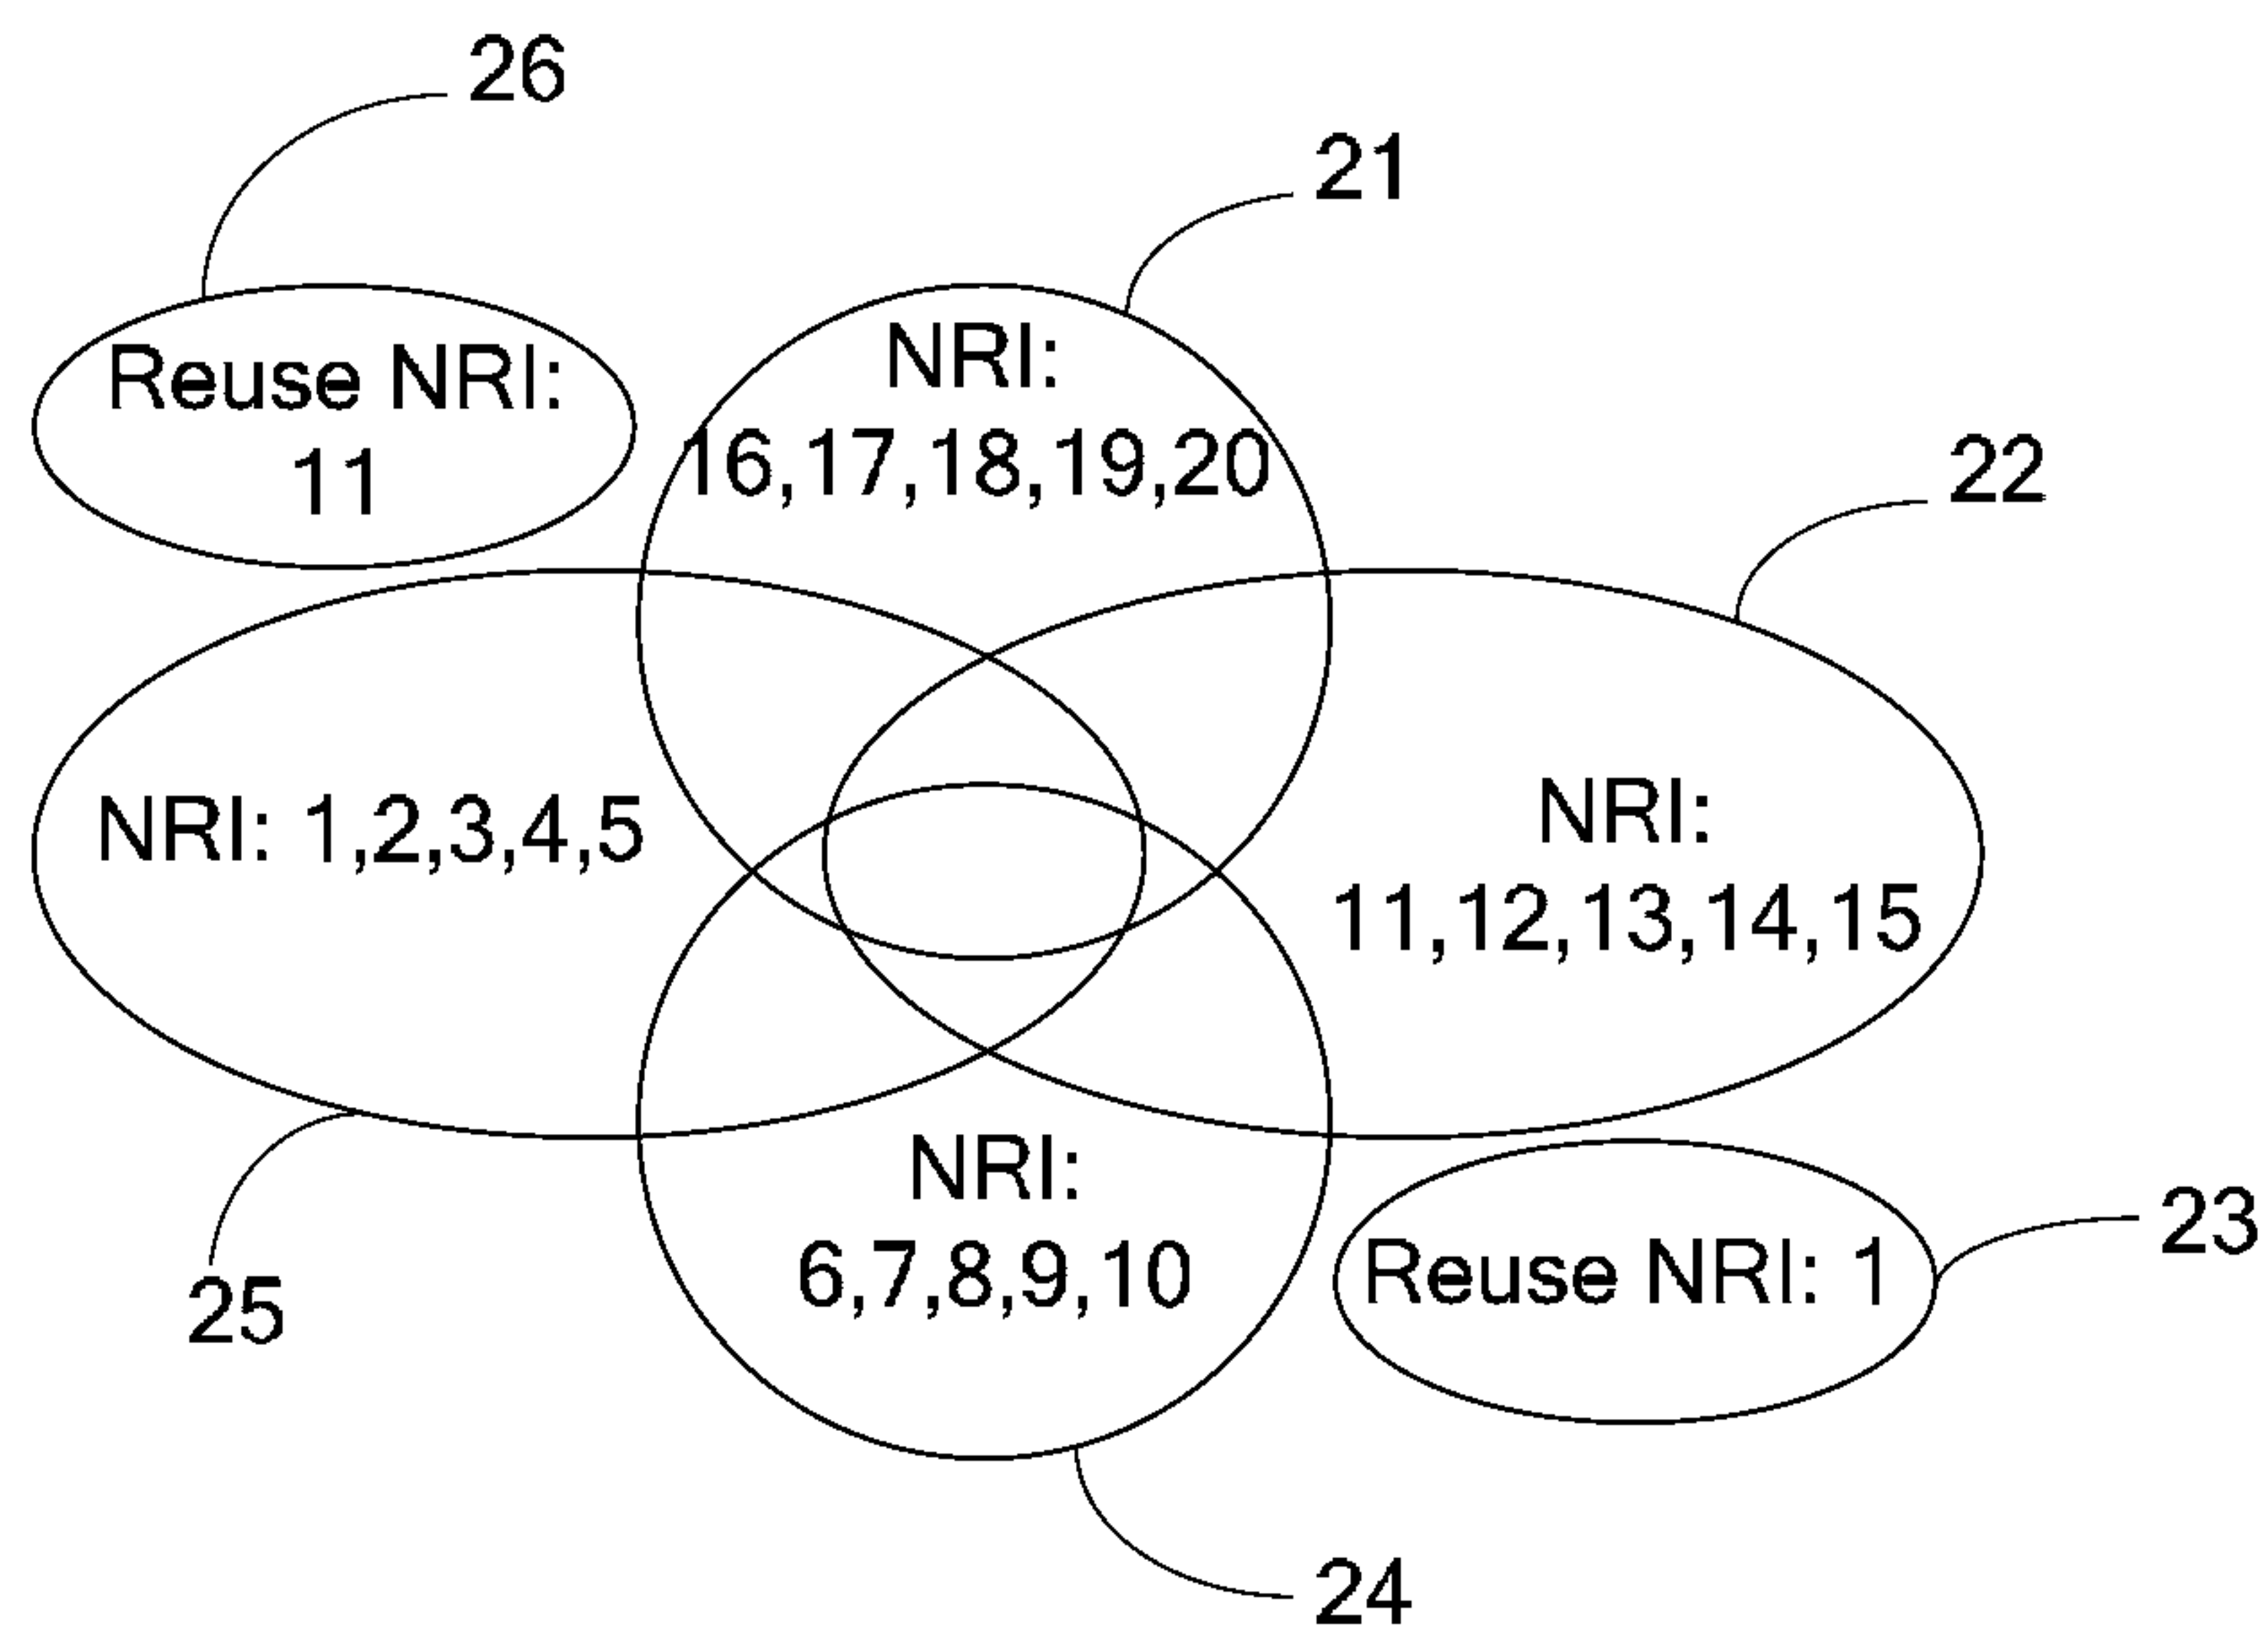 26
21
Reuse NRI:
11
NRI:
16,17,18,19,20
22
NRI: 1,2,3,4,5
NRI:
11,12,13,14,15
NRI:
6,7,8,9,10
Reuse NRI: 1
23
25
24